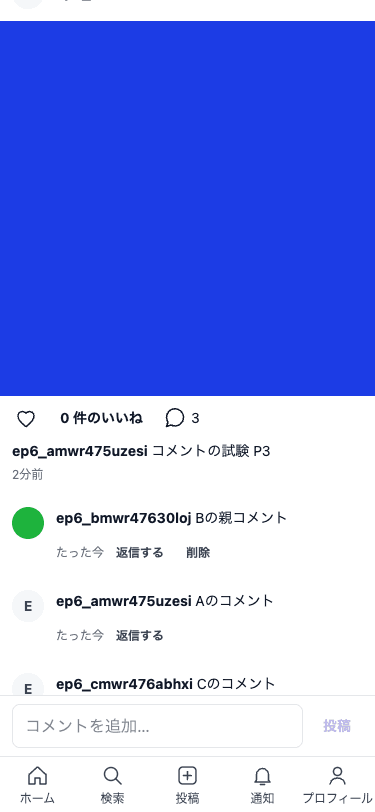 0 件のいいね 3
ep6_amwr475uzesi コメントの試験 P3
2分前
ep6_bmwr47630loj Bの親コメント
たった今 返信する 削除
E
ep6_amwr475uzesi Aのコメント
たった今 返信する
E
ep6_cmwr476abhxi Cのコメント
コメントを追加... 投稿
ホーム 検索 投稿 通知 プロフィール